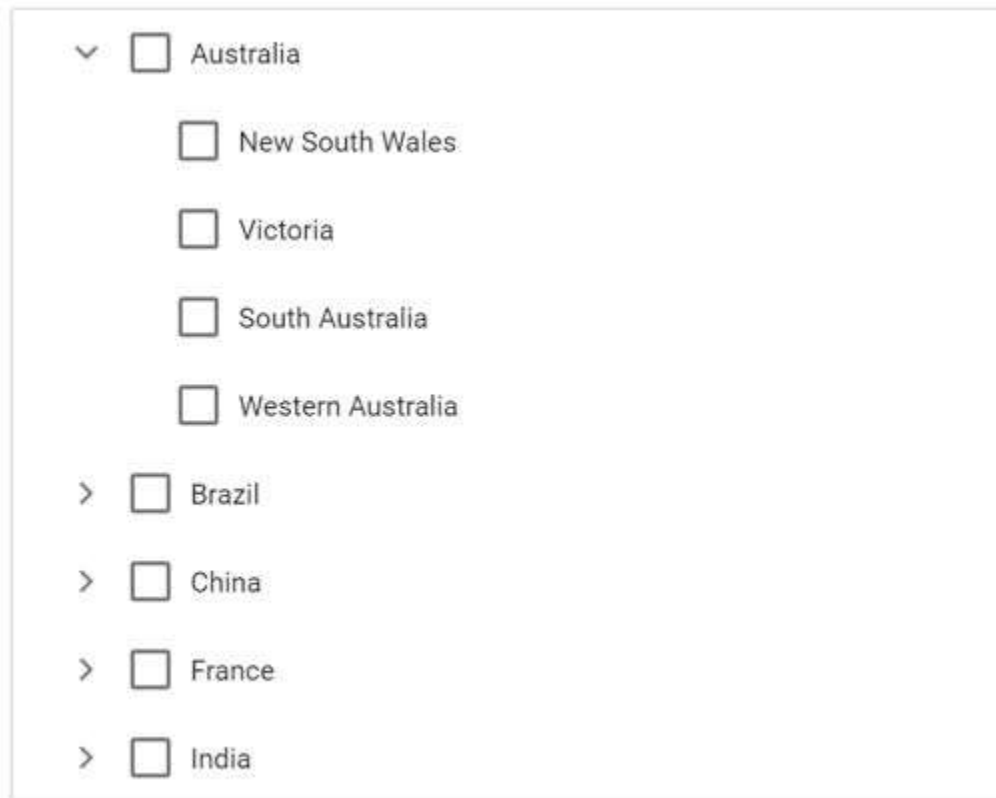 Australia
New South Wales
Victoria
South Australia
Western Australia
Brazil
China
France
India